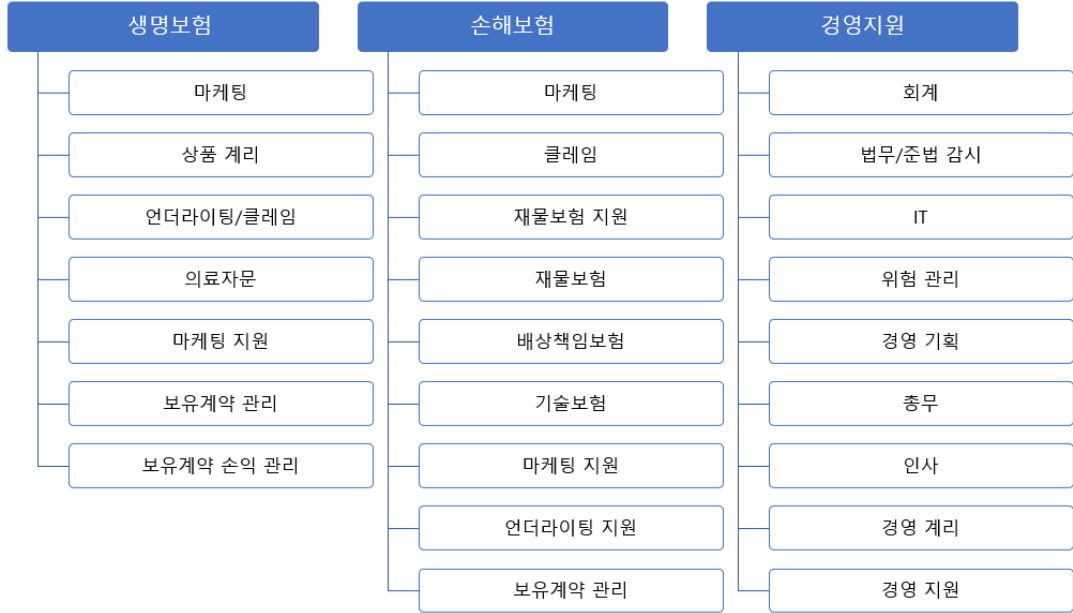 생명보험
마케팅
상품 계리
언더라이팅/클레임
의료자문
마케팅 지원
보유계약 관리
보유계약 손익 관리
손해보험
마케팅
클레임
재물보험 지원
재물보험
배상책임보험
기술보험
마케팅 지원
언더라이팅 지원
보유계약 관리
경영지원
회계
법무/준법 감시
IT
위험 관리
경영 기획
총무
인사
경영 계리
경영 지원